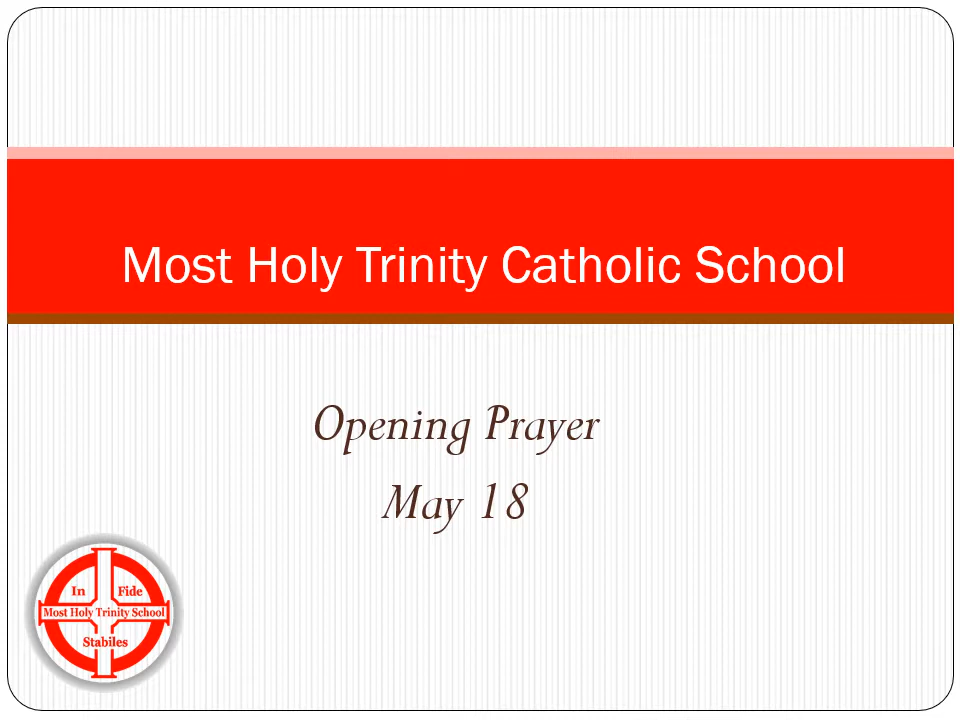 Most Holy Trinity Catholic School
Opening Prayer
May 18
In Fide
Most Holy Trinity School
Stabiles